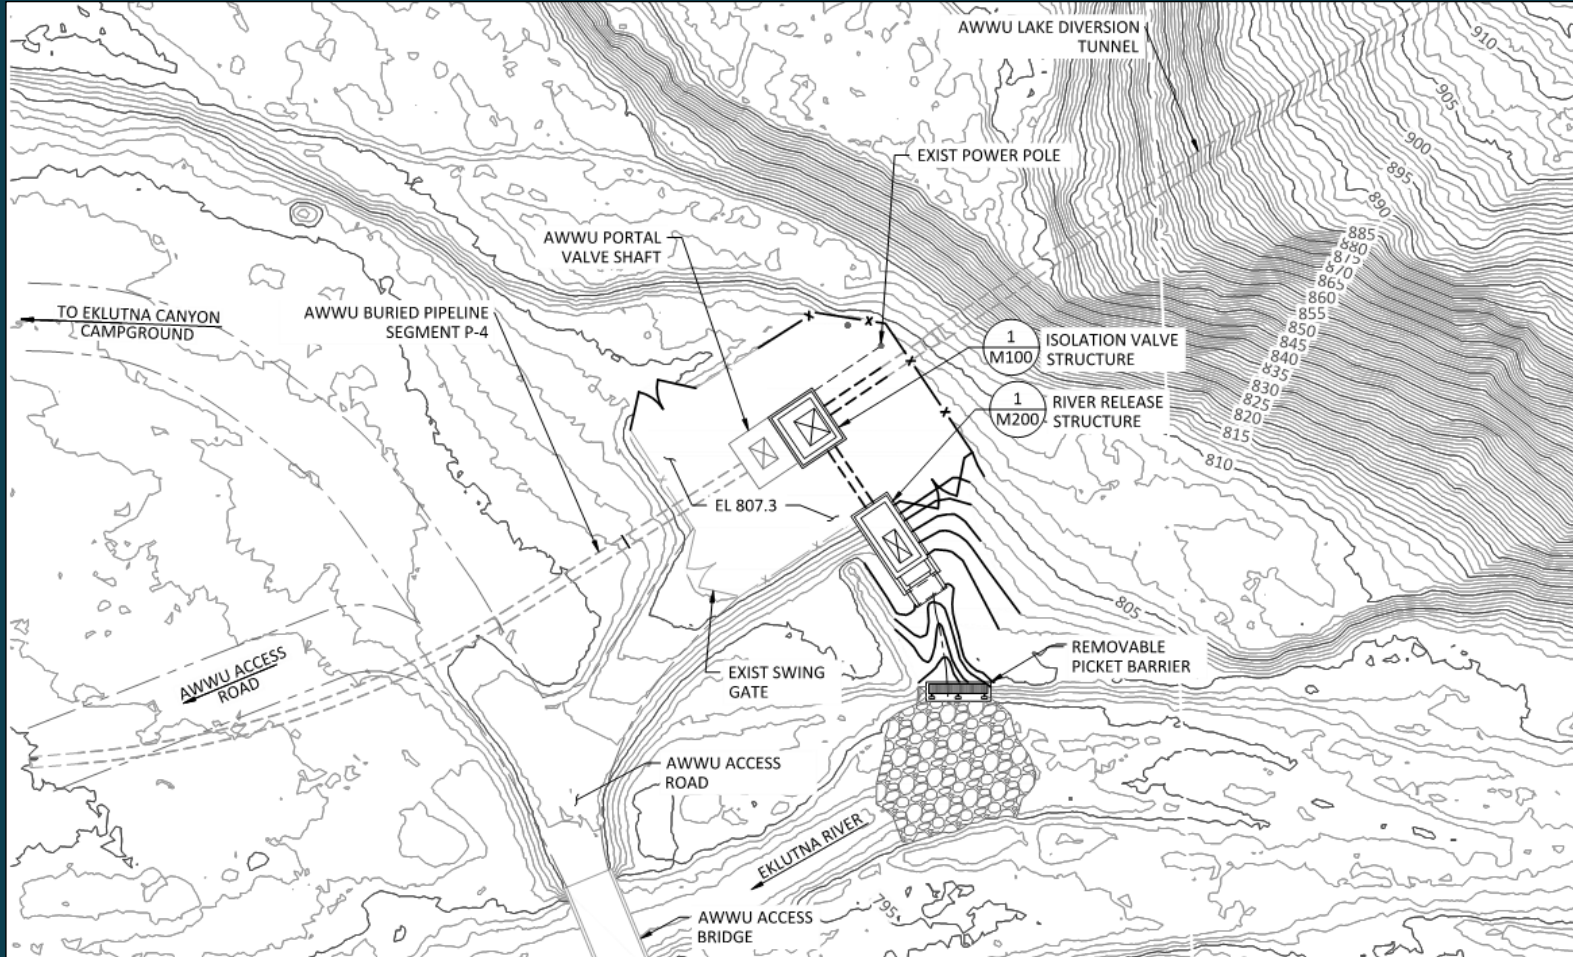 AWWU LAKE DIVERSION
TUNNEL
910
905
900
EXIST POWER POLE
895
890
AWWU PORTAL
VALVE SHAFT
885
880
875
870
865
860
855
850
845
840
835
830
825
820
815
810
TO EKLUTNA CANYON
CAMPGROUND
AWWU BURIED PIPELINE
SEGMENT P-4
x
x
x
x
1
M100
ISOLATION VALVE
STRUCTURE
1
M200
RIVER RELEASE
STRUCTURE
EL 807.3
805
AWWU ACCESS
ROAD
EXIST SWING
GATE
REMOVABLE
PICKET BARRIER
AWWU ACCESS
ROAD
EKLUTNA RIVER
795
AWWU ACCESS
BRIDGE